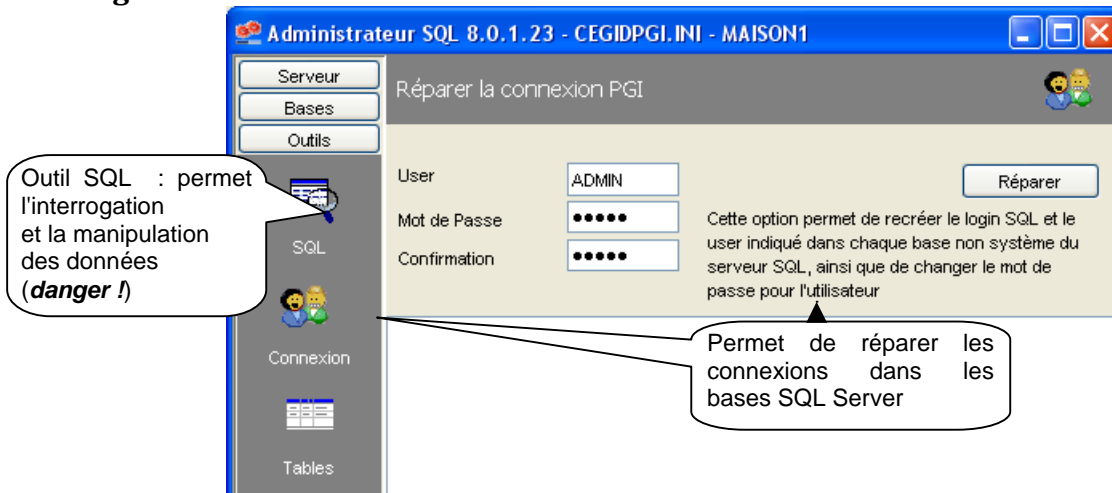 Administrateur SQL 8.0.1.23 - CEGIDPGI.INI - MAISON1
Serveur
Bases
Outils
Réparer la connexion PGI
Outil SQL : permet
l'interrogation
et la manipulation
des données
(danger !)
SQL
Connexion
Tables
User
ADMIN
Mot de Passe
•••••
Confirmation
•••••
Réparer
Cette option permet de recréer le login SQL et le
user indiqué dans chaque base non système du
serveur SQL, ainsi que de changer le mot de
passe pour l'utilisateur
Permet de réparer les
connexions dans les
bases SQL Server